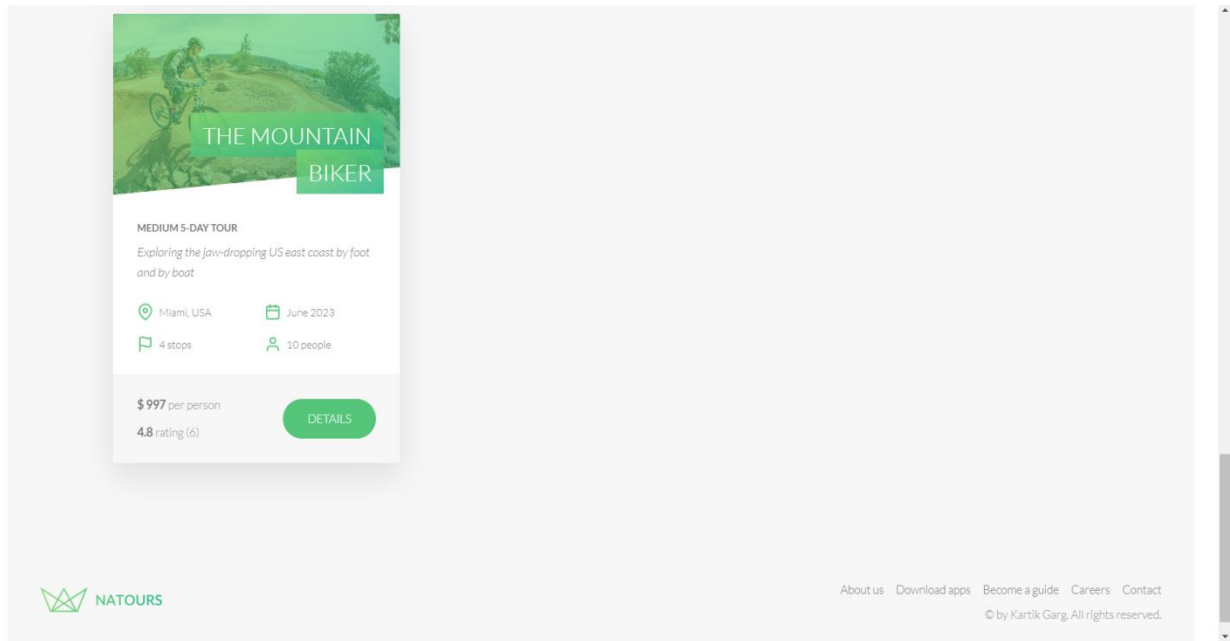 THE MOUNTAIN
BIKER
MEDIUM 5-DAY TOUR
Exploring the jaw-dropping US east coast by foot
and by boat
Miami, USA June 2023
4 stops 10 people
$ 997 per person
4.8 rating (6)
DETAILS
NATOURS
About us Download apps Become a guide Careers Contact
© by Kartik Garg. All rights reserved.